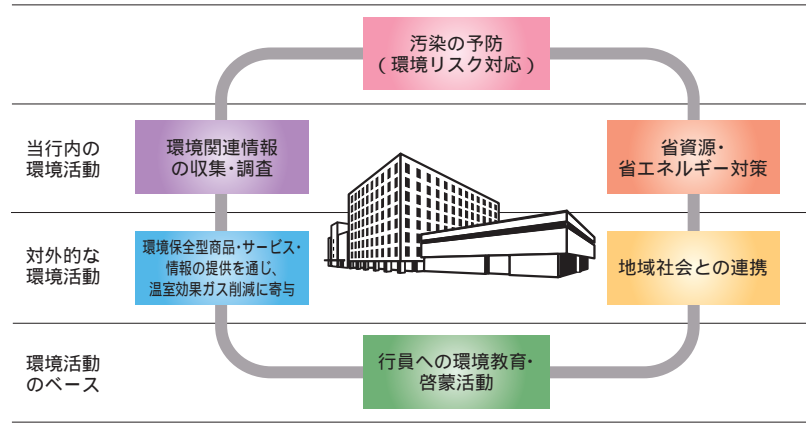 汚染の予防
(環境リスク対応)
当行内の
環境活動
環境関連情報
の収集・調査
省資源・
省エネルギー対策
対外的な
環境活動
環境保全型商品・サービス・
情報の提供を通じ、
温室効果ガス削減に寄与
地域社会との連携
環境活動
のベース
行員への環境教育・
啓蒙活動